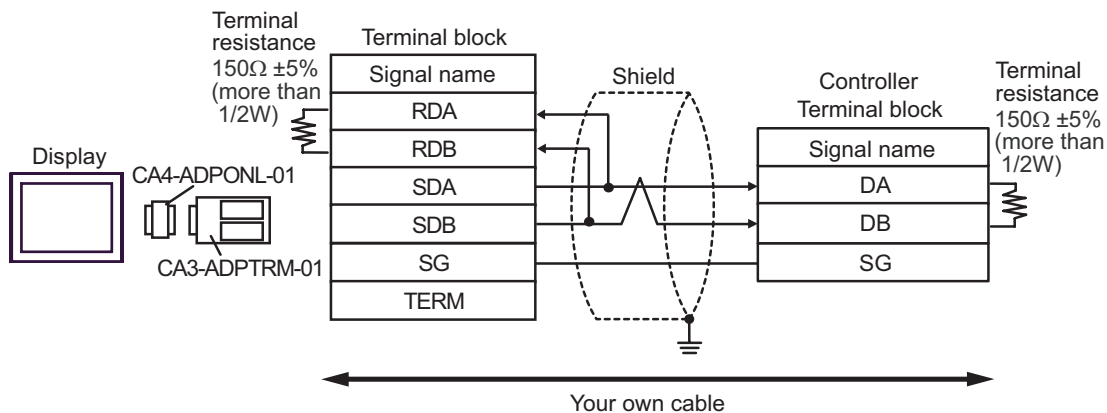 Terminal
resistance
150Ω ±5%
(more than
1/2W)
Terminal block
Signal name
RDA
RDB
SDA
SDB
SG
TERM
Display
CA4-ADPONL-01
CA3-ADPTRM-01
Shield
Controller
Terminal block
Signal name
DA
DB
SG
Terminal
resistance
150Ω ±5%
(more than
1/2W)
Your own cable